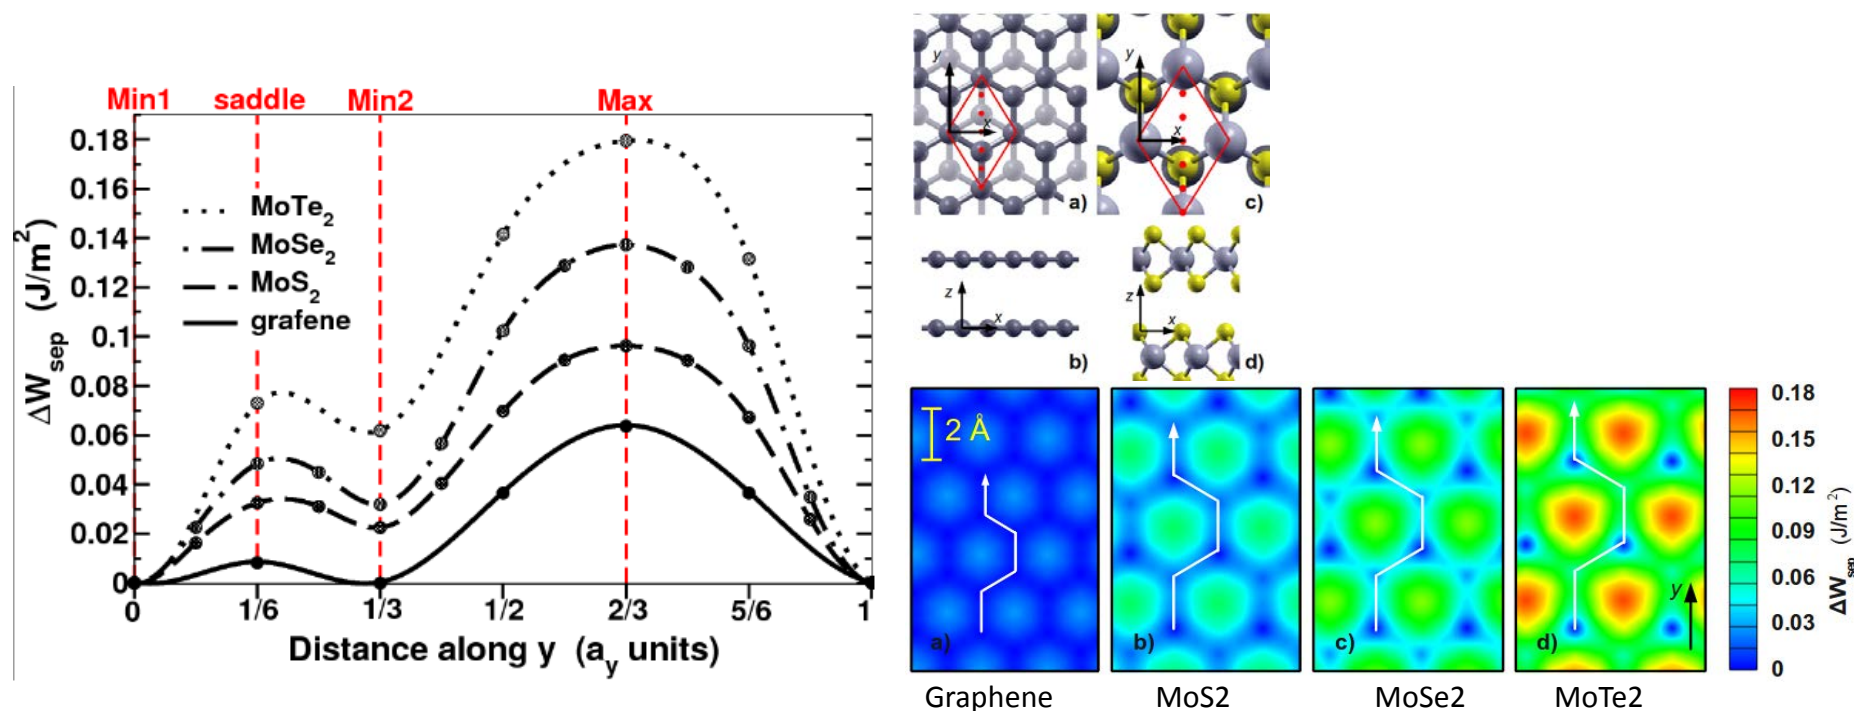 Min1 saddle Min2 Max
0.18
0.16
0.14
0.12
0.1
0.08
0.06
0.04
0.02
0
ΔW_sep (J/m²)
MoTe₂
MoSe₂
MoS₂
grafene
0 1/6 1/3 1/2 2/3 5/6 1
Distance along y (a_y units)
y
x
a)
y
x
c)
z
x
b)
z
x
d)
2 Å
a)
b)
c)
d)
y
0.18
0.15
0.12
0.09
0.06
0.03
0
ΔW_sep (J/m²)
Graphene MoS2 MoSe2 MoTe2